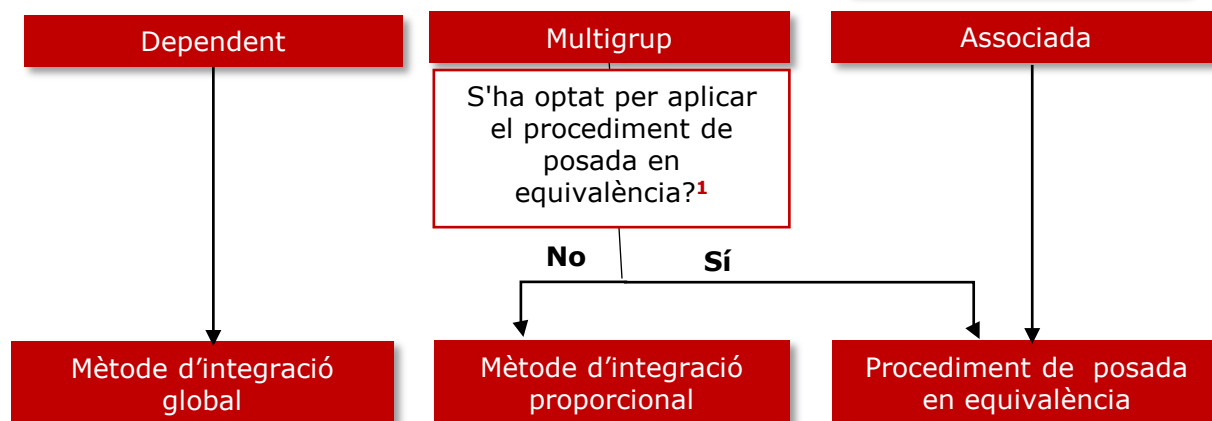 Dependent
Multigrup
Associada
S'ha optat per aplicar
el procediment de
posada en
equivalència?1
No
Sí
Mètode d’integració
global
Mètode d’integració
proporcional
Procediment de posada
en equivalència